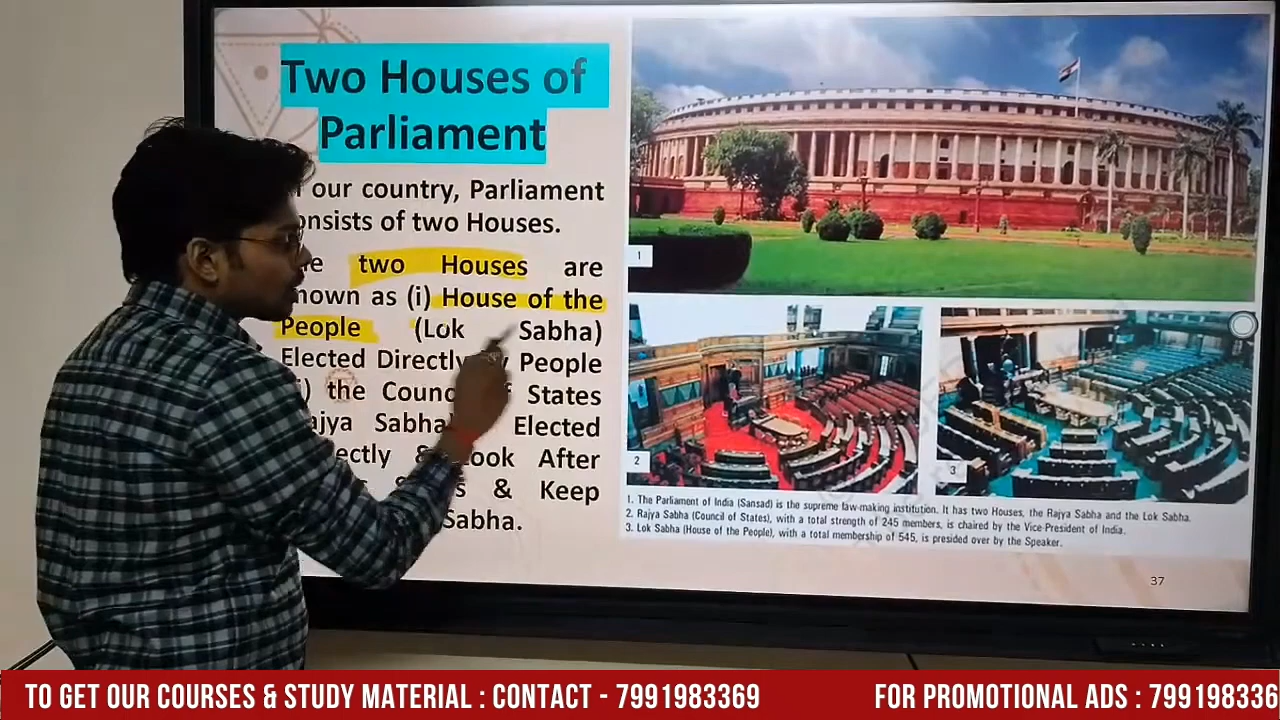 Two Houses of
Parliament
our country, Parliament
onsists of two Houses.
two Houses are
nown as (i) House of the
People (Lok Sabha)
Elected Directly People
the States
Sabha Elected
ectly & Look After
& Keep
Sabha.
1
2
3
1. The Parliament of India (Sansad) is the supreme law-making institution. It has two Houses, the Rajya Sabha and the Lok Sabha.
2. Rajya Sabha (Council of States), with a total strength of 245 members, is chaired by the Vice-President of India.
3. Lok Sabha (House of the People), with a total membership of 545, is presided over by the Speaker.
37
TO GET OUR COURSES & STUDY MATERIAL : CONTACT - 7991983369
FOR PROMOTIONAL ADS : 799198336